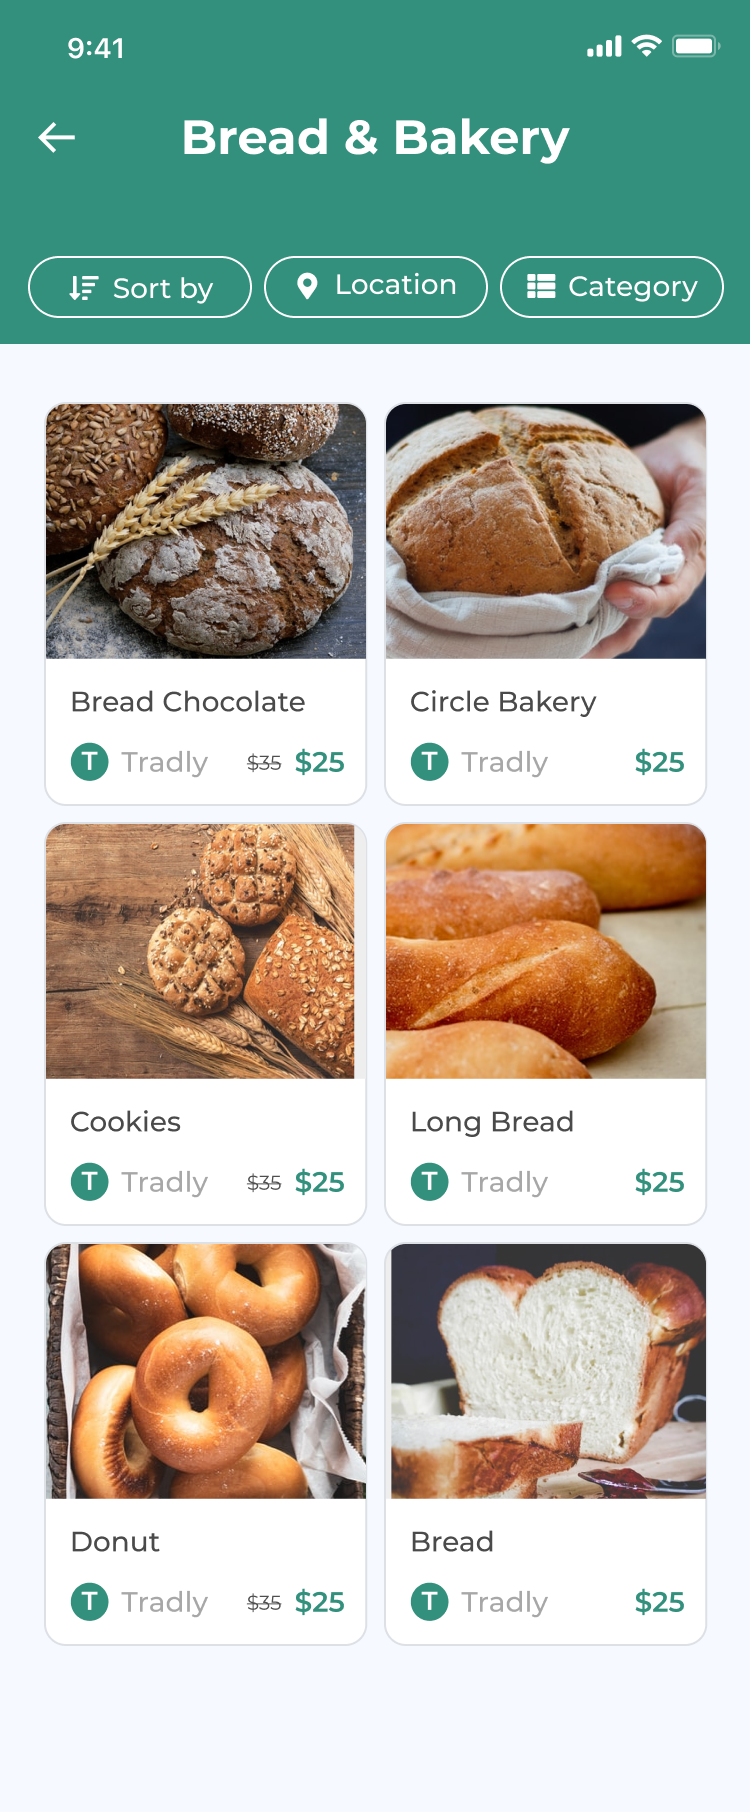 9:41
Bread & Bakery
Sort by
Location
Category
Bread Chocolate
T Tradly $35 $25
Circle Bakery
T Tradly $25
Cookies
T Tradly $35 $25
Long Bread
T Tradly $25
Donut
T Tradly $35 $25
Bread
T Tradly $25